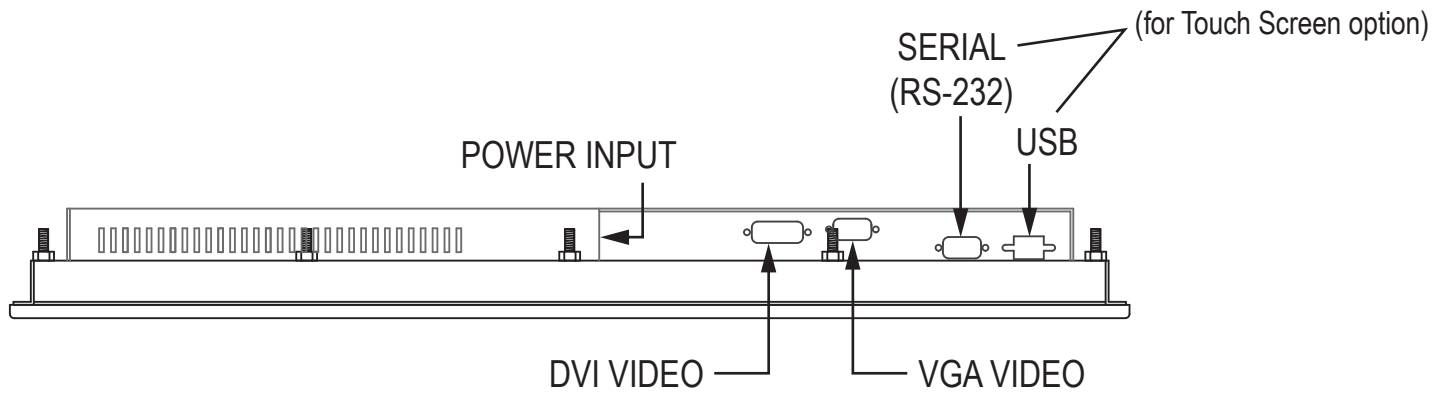 (for Touch Screen option)
SERIAL
(RS-232)
USB
POWER INPUT
DVI VIDEO
VGA VIDEO